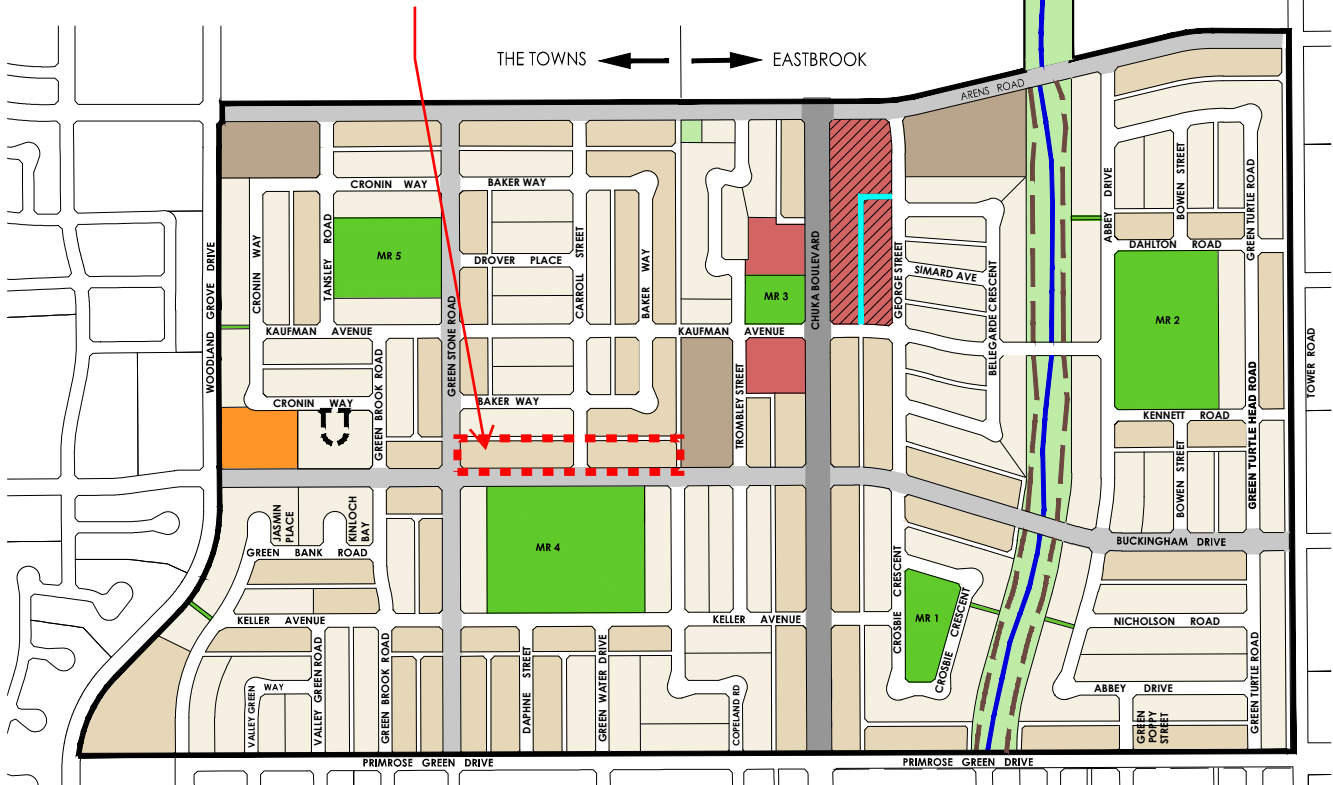 THE TOWNS
EASTBROOK
ARENS ROAD
CRONIN WAY
BAKER WAY
MR 5
DROVER PLACE
MR 3
KAUFMAN AVENUE
KAUFMAN AVENUE
CRONIN WAY
BAKER WAY
WOODLAND GROVE DRIVE
CRONIN WAY
TANSLEY ROAD
GREEN BROOK ROAD
GREEN STONE ROAD
CARROLL STREET
BAKER WAY
TROMBLEY STREET
CHUKA BOULEVARD
GEORGE STREET
SIMARD AVE
BELLEGARDE CRESCENT
ABBEY DRIVE
BOWEN STREET
GREEN TURTLE ROAD
DAHLTON ROAD
MR 2
KENNETT ROAD
BOWEN STREET
GREEN TURTLE HEAD ROAD
TOWER ROAD
BUCKINGHAM DRIVE
JASMIN
PLACE
KINLOCH
BAY
GREEN BANK ROAD
MR 4
KELLER AVENUE
KELLER AVENUE
CROSBIE CRESCENT
MR 1
CROSBIE CRESCENT
NICHOLSON ROAD
ABBEY DRIVE
VALLEY GREEN
WAY
VALLEY GREEN ROAD
GREEN BROOK ROAD
DAPHNE STREET
GREEN WATER DRIVE
COPELAND RD
GREEN
POPPY
STREET
GREEN TURTLE ROAD
PRIMROSE GREEN DRIVE
PRIMROSE GREEN DRIVE